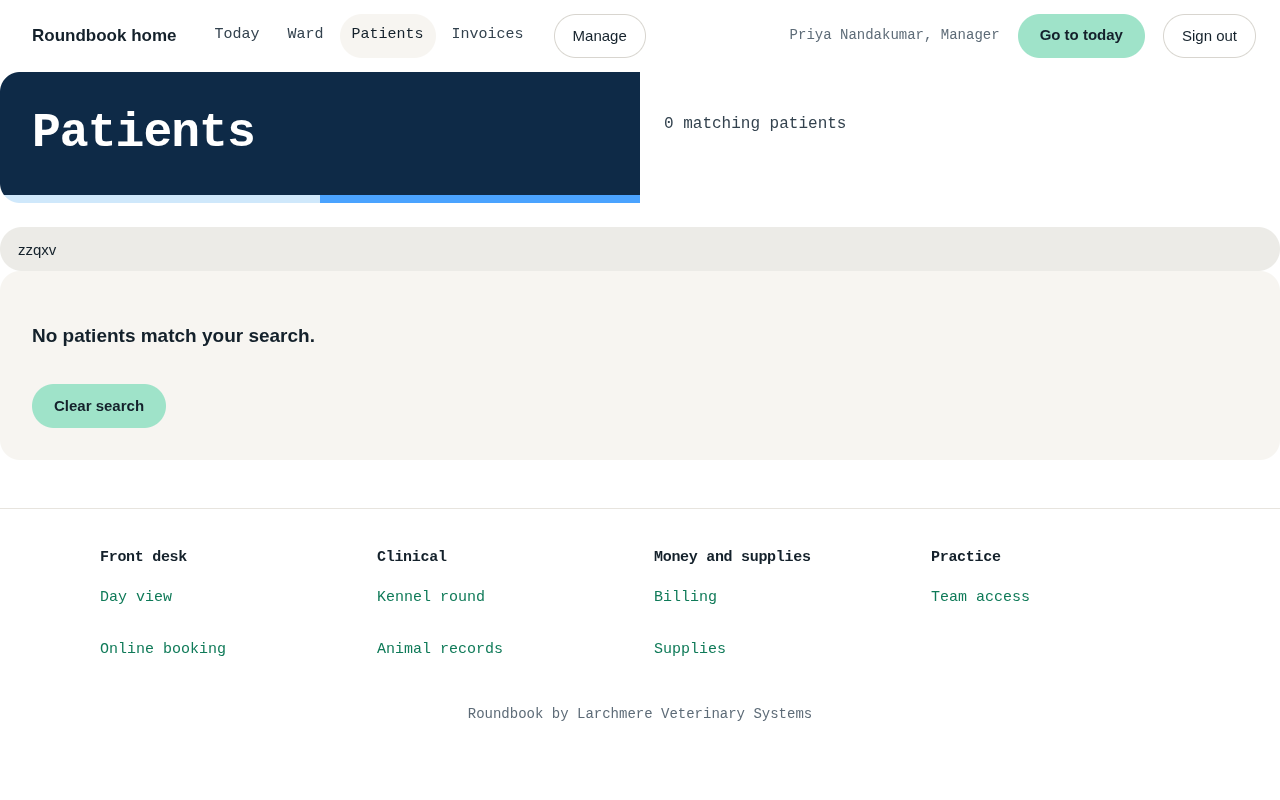 Roundbook home
Today
Ward
Patients
Invoices
Manage
Priya Nandakumar, Manager
Go to today
Sign out
Patients
0 matching patients
zzqxv
No patients match your search.
Clear search
Front desk
Day view
Online booking
Clinical
Kennel round
Animal records
Money and supplies
Billing
Supplies
Practice
Team access
Roundbook by Larchmere Veterinary Systems